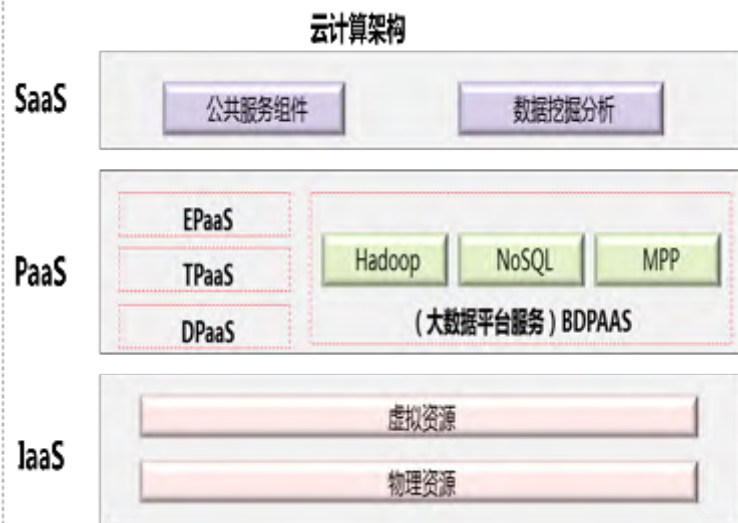 云计算架构
SaaS
公共服务组件
数据挖掘分析
PaaS
EPaaS
TPaaS
DPaaS
Hadoop
NoSQL
MPP
(大数据平台服务) BDPAAS
IaaS
虚拟资源
物理资源